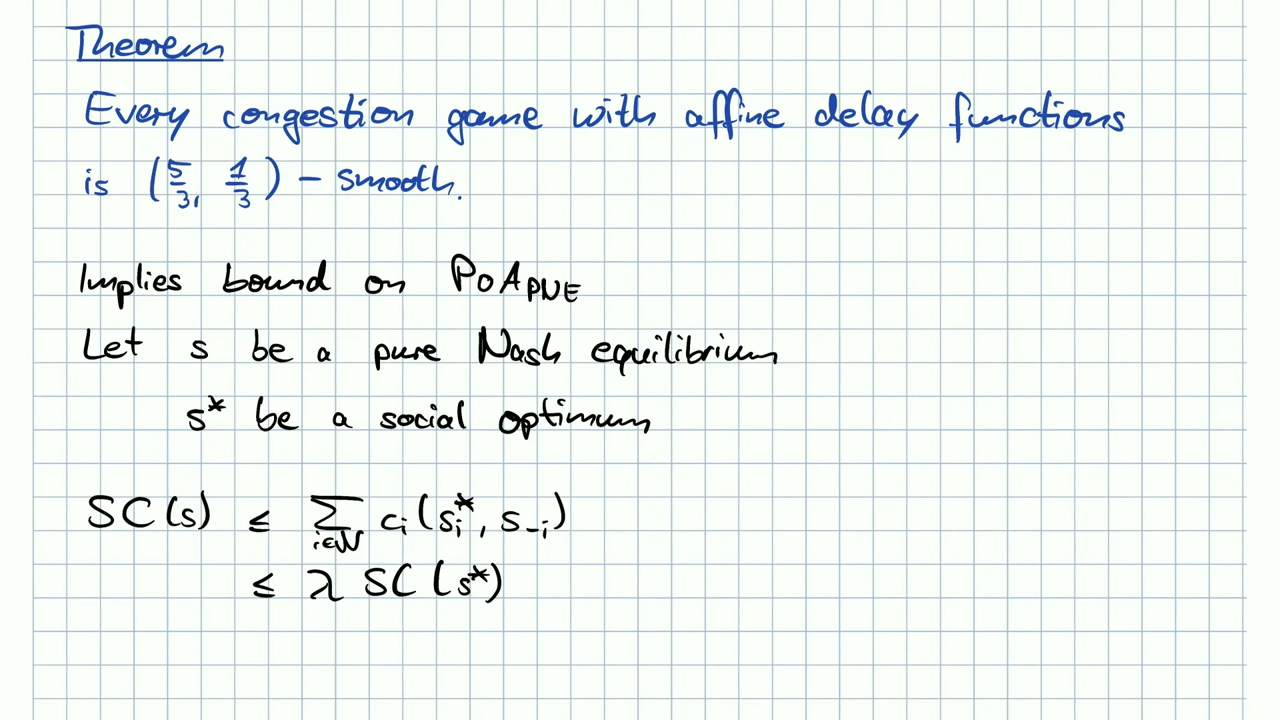 Theorem
Every congestion game with affine delay functions
is (5/3, 1/3) - smooth.
Implies bound on PoA_PNE
Let s be a pure Nash equilibrium
s* be a social optimum
SC(s) ≤ Σ_{i∈N} c_i(s_i*, s_-i)
≤ λ SC(s*)